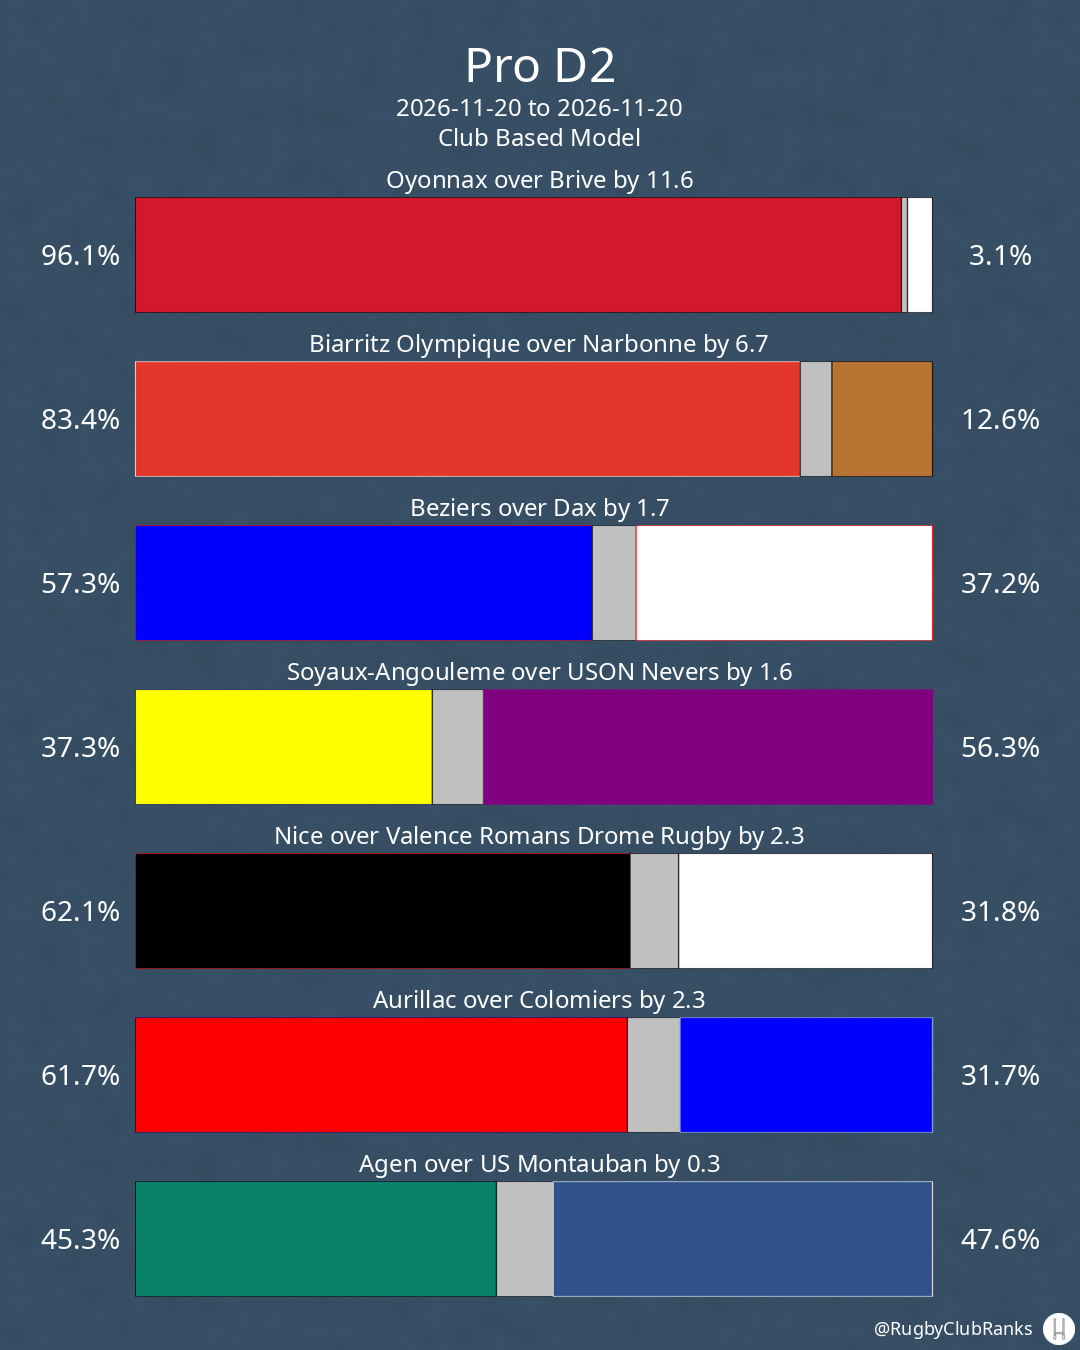 Pro D2
2026-11-20 to 2026-11-20
Club Based Model
Oyonnax over Brive by 11.6
96.1%
3.1%
Biarritz Olympique over Narbonne by 6.7
83.4%
12.6%
Beziers over Dax by 1.7
57.3%
37.2%
Soyaux-Angouleme over USON Nevers by 1.6
37.3%
56.3%
Nice over Valence Romans Drome Rugby by 2.3
62.1%
31.8%
Aurillac over Colomiers by 2.3
61.7%
31.7%
Agen over US Montauban by 0.3
45.3%
47.6%
@RugbyClubRanks